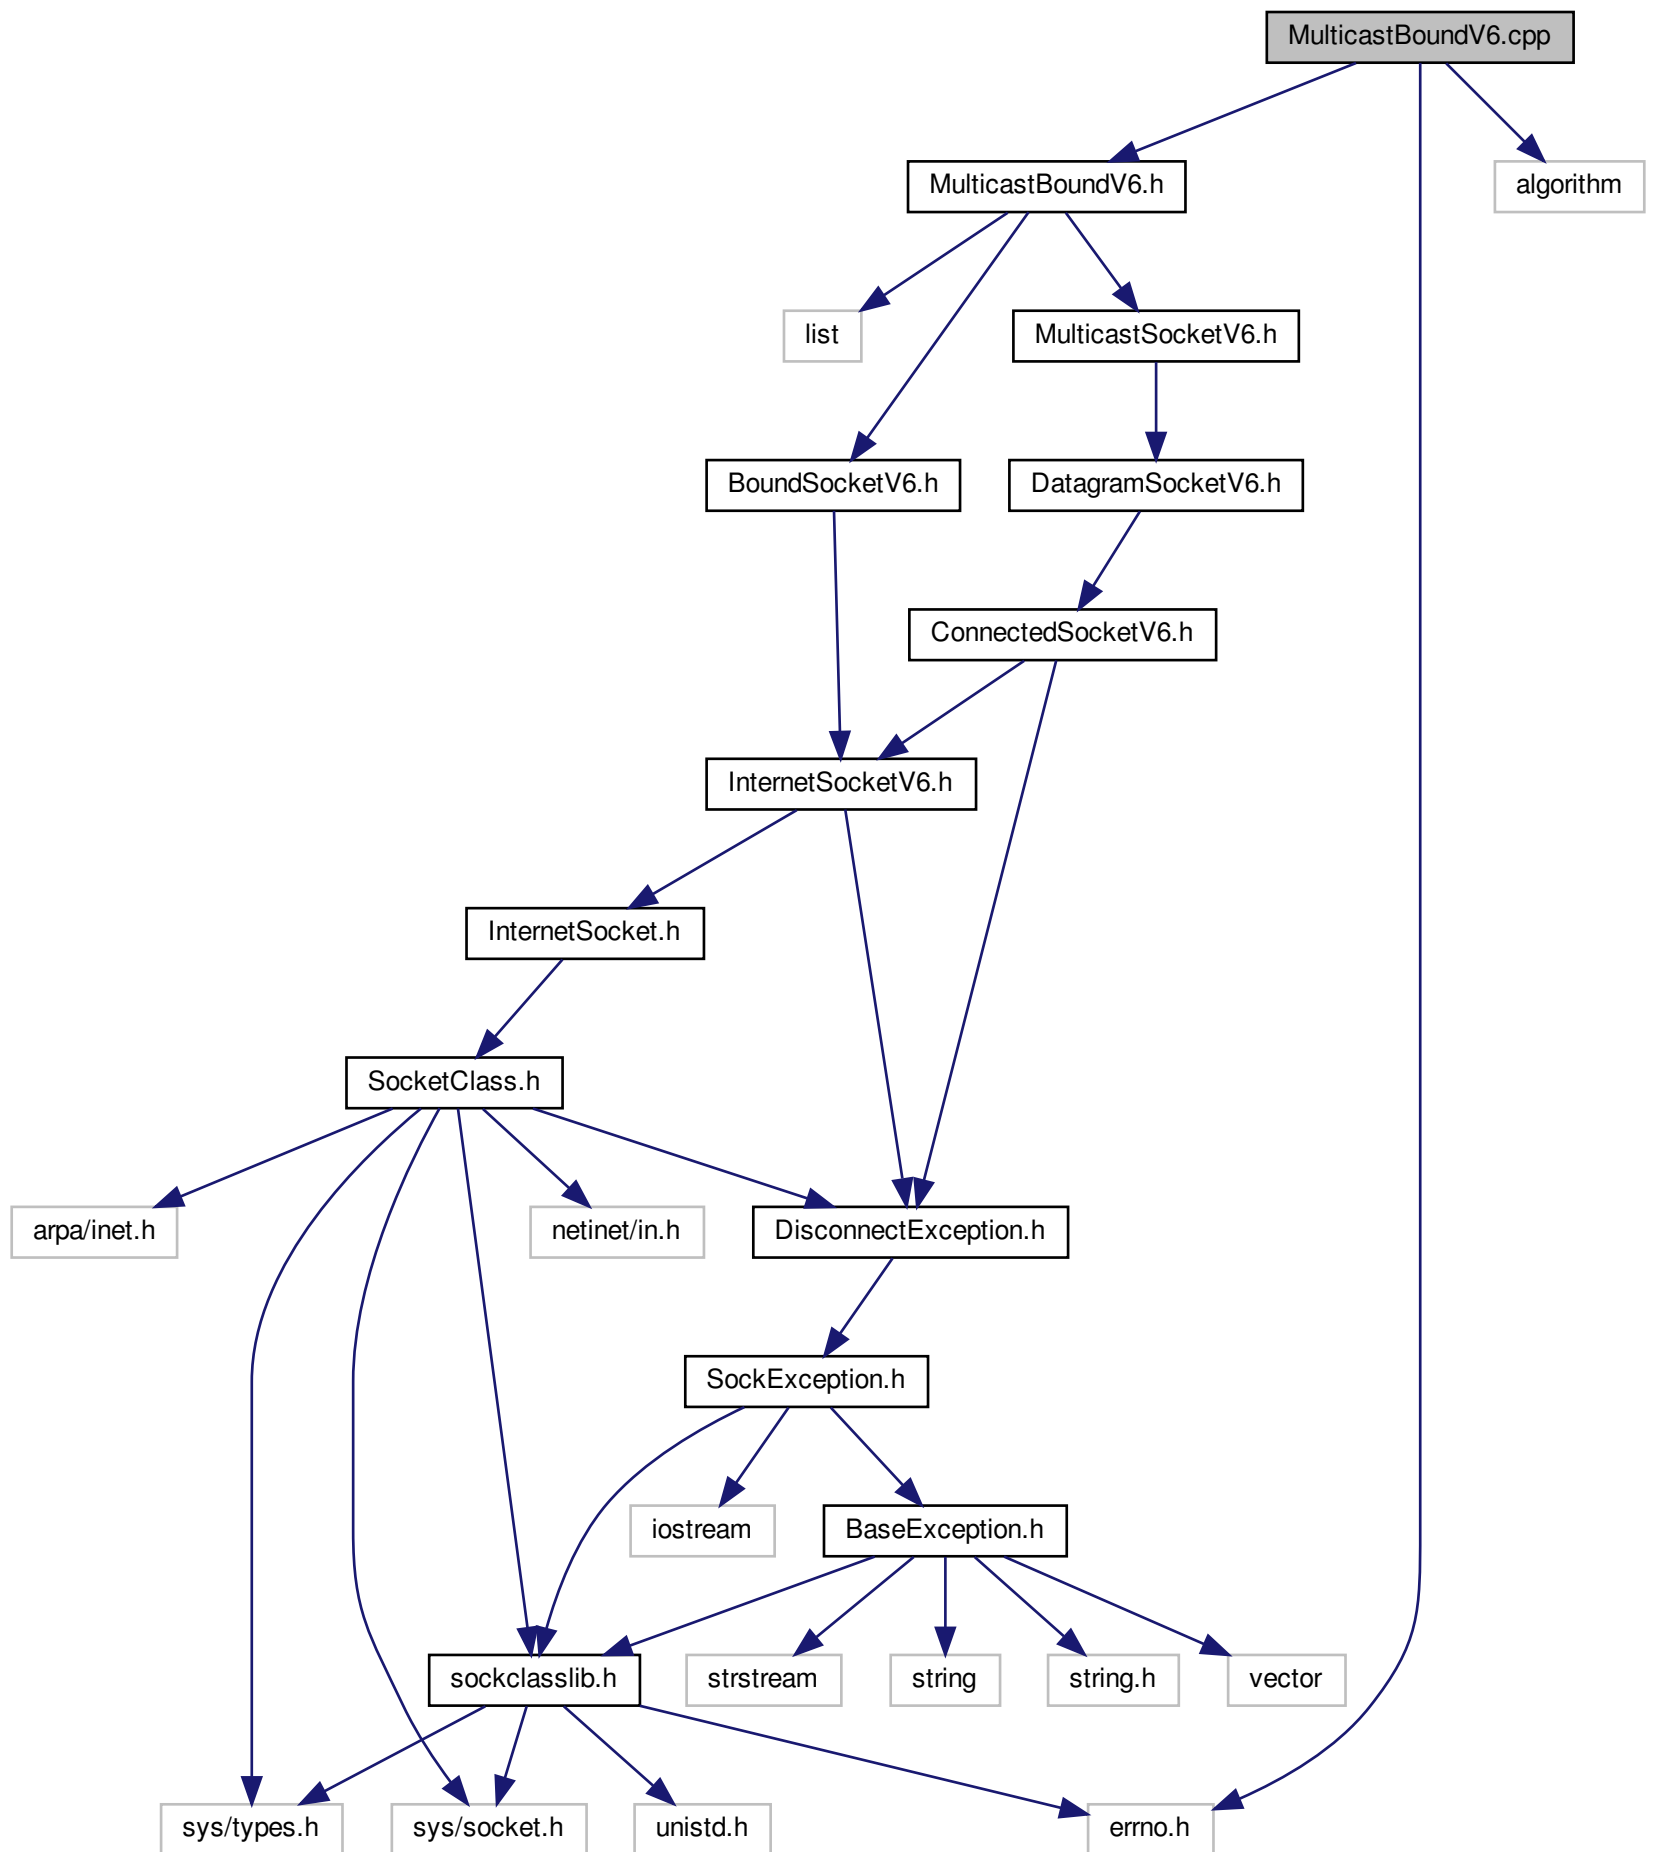 MulticastBoundV6.cpp
MulticastBoundV6.h
algorithm
list
MulticastSocketV6.h
BoundSocketV6.h
DatagramSocketV6.h
ConnectedSocketV6.h
InternetSocketV6.h
InternetSocket.h
SocketClass.h
arpa/inet.h
netinet/in.h
DisconnectException.h
SockException.h
iostream
BaseException.h
sockclasslib.h
strstream
string
string.h
vector
sys/types.h
sys/socket.h
unistd.h
errno.h